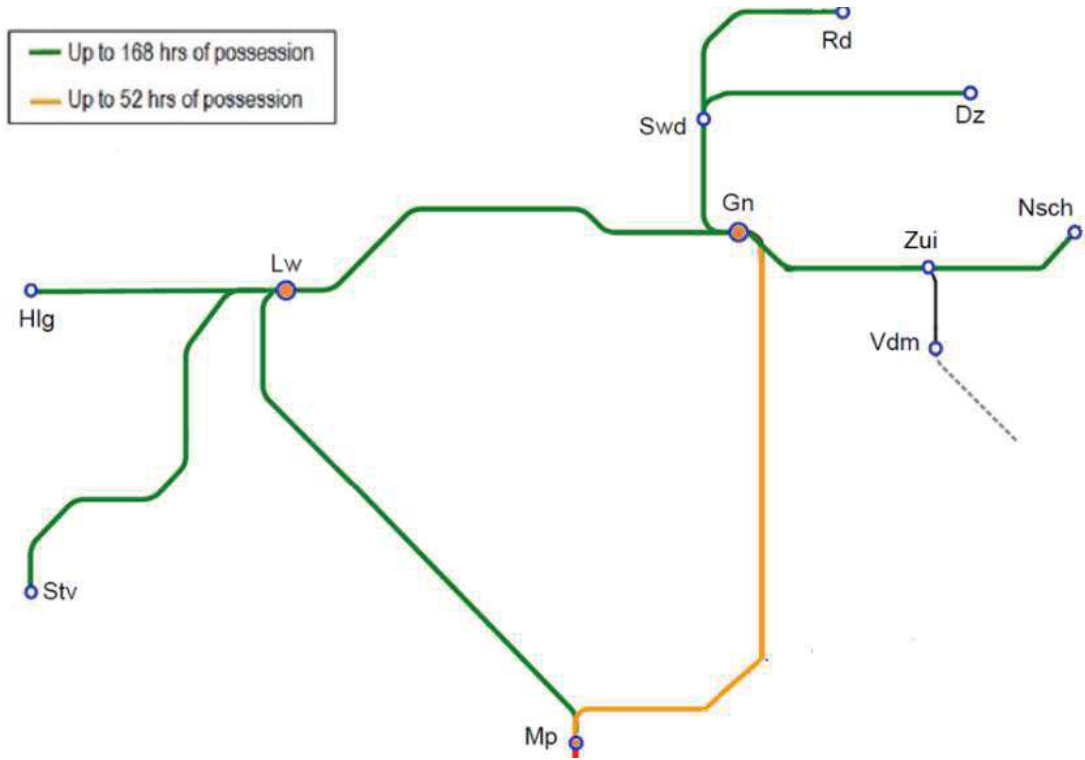 Up to 168 hrs of possession
Up to 52 hrs of possession
Rd
Dz
Swd
Gn
Nsch
Zui
Lw
Hlg
Vdm
Stv
Mp